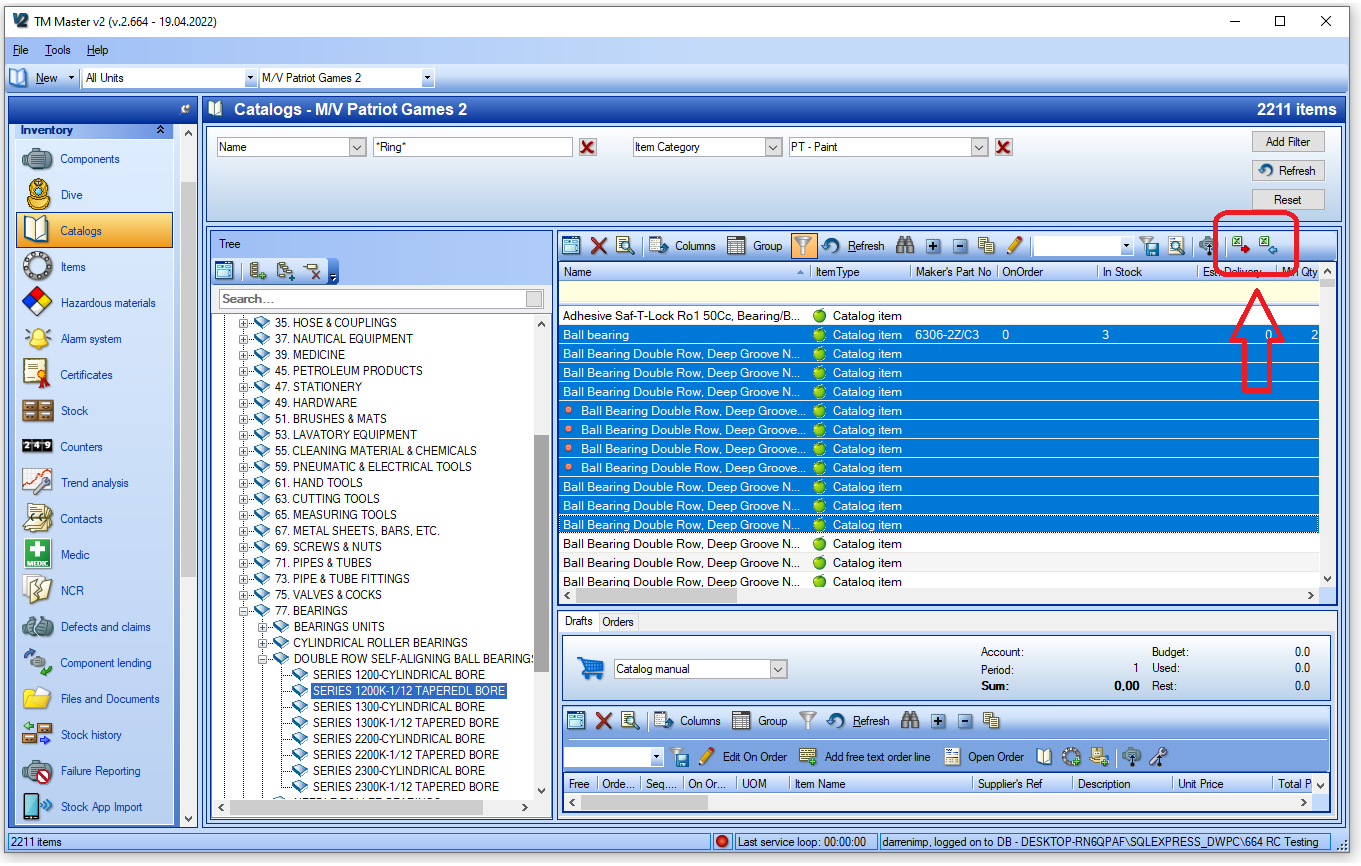 TM Master v2 (v.2.664 - 19.04.2022)
File Tools Help
New All Units M/V Patriot Games 2
Inventory
Components
Dive
Catalogs
Items
Hazardous materials
Alarm system
Certificates
Stock
249 Counters
Trend analysis
Contacts
MEDIC Medic
NCR
Defects and claims
Component lending
Files and Documents
Stock history
Failure Reporting
Stock App Import
Catalogs - M/V Patriot Games 2 2211 items
Name *Ring* Item Category PT - Paint
Add Filter
Refresh
Reset
Tree
Search...
35. HOSE & COUPLINGS
37. NAUTICAL EQUIPMENT
39. MEDICINE
45. PETROLEUM PRODUCTS
47. STATIONERY
49. HARDWARE
51. BRUSHES & MATS
53. LAVATORY EQUIPMENT
55. CLEANING MATERIAL & CHEMICALS
59. PNEUMATIC & ELECTRICAL TOOLS
61. HAND TOOLS
63. CUTTING TOOLS
65. MEASURING TOOLS
67. METAL SHEETS, BARS, ETC.
69. SCREWS & NUTS
71. PIPES & TUBES
73. PIPE & TUBE FITTINGS
75. VALVES & COCKS
77. BEARINGS
BEARINGS UNITS
CYLINDRICAL ROLLER BEARINGS
DOUBLE ROW SELF-ALIGNING BALL BEARINGS
SERIES 1200-CYLINDRICAL BORE
SERIES 1200K-1/12 TAPEREDL BORE
SERIES 1300-CYLINDRICAL BORE
SERIES 1300K-1/12 TAPERED BORE
SERIES 2200-CYLINDRICAL BORE
SERIES 2200K-1/12 TAPERED BORE
SERIES 2300-CYLINDRICAL BORE
SERIES 2300K-1/12 TAPERED BORE
Columns Group Refresh
Name ItemType Maker's Part No OnOrder In Stock Est. Delivery Min Qty
Adhesive Saf-T-Lock Ro1 50Cc, Bearing/B... Catalog item
Ball bearing Catalog item 6306-2Z/C3 0 3 0 2
Ball Bearing Double Row, Deep Groove N... Catalog item
Ball Bearing Double Row, Deep Groove N... Catalog item
Ball Bearing Double Row, Deep Groove N... Catalog item
Ball Bearing Double Row, Deep Groove... Catalog item
Ball Bearing Double Row, Deep Groove... Catalog item
Ball Bearing Double Row, Deep Groove... Catalog item
Ball Bearing Double Row, Deep Groove... Catalog item
Ball Bearing Double Row, Deep Groove N... Catalog item
Ball Bearing Double Row, Deep Groove N... Catalog item
Ball Bearing Double Row, Deep Groove N... Catalog item
Ball Bearing Double Row, Deep Groove N... Catalog item
Ball Bearing Double Row, Deep Groove N... Catalog item
Ball Bearing Double Row, Deep Groove N... Catalog item
Drafts Orders
Catalog manual
Account: Budget: 0.0
Period: 1 Used: 0.0
Sum: 0,00 Rest: 0.0
Columns Group Refresh
Edit On Order Add free text order line Open Order
Free Orde... Seq.... On Or... UOM Item Name Supplier's Ref Description Unit Price Total P
2211 items Last service loop: 00:00:00 darrenimp, logged on to DB - DESKTOP-RN6QPAF\SQLEXPRESS_DWPC\664 RC Testing